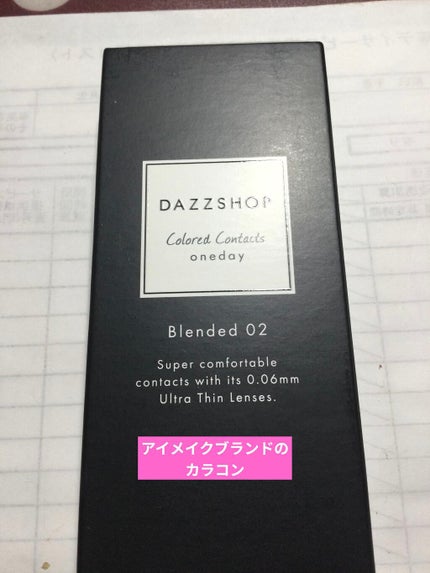 DAZZSHOP
Colored Contacts
oneday
Blended 02
Super comfortable
contacts with its 0.06mm
Ultra Thin Lenses.
アイメイクブランドの
カラコン